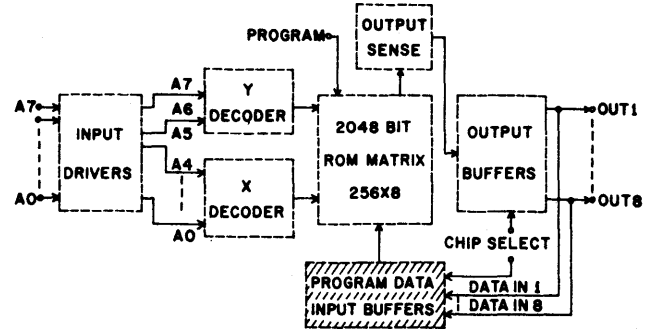 PROGRAM
OUTPUT
SENSE
A7
A0
INPUT
DRIVERS
A7
A6
A5
A4
A0
Y
DECODER
X
DECODER
2048 BIT
ROM MATRIX
256X8
OUTPUT
BUFFERS
OUT1
OUT8
CHIP SELECT
PROGRAM DATA
INPUT BUFFERS
DATA IN 1
DATA IN 8